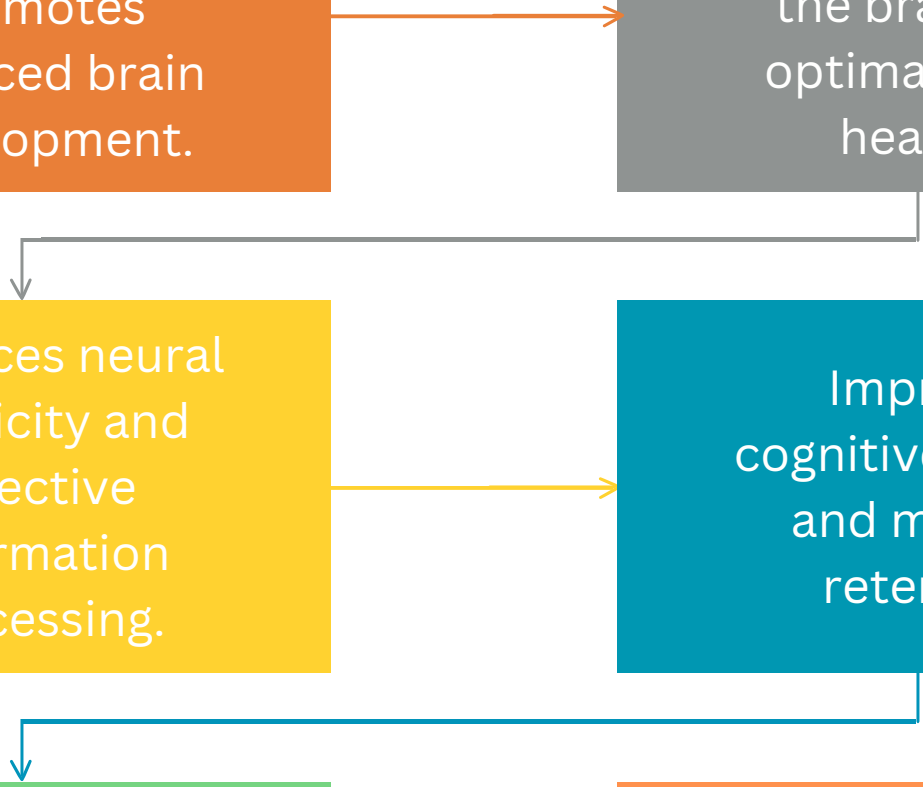 motes
ced brain
opment.
the bra
optima
hea
ces neural
icity and
ective
rmation
cessing.
Impr
cognitive
and m
reter